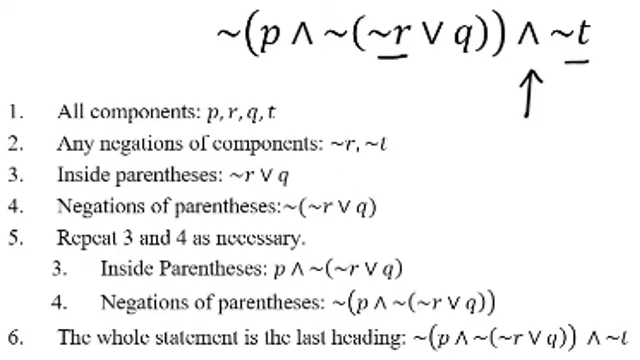 ~(p ∧ ~(~r ∨ q)) ∧ ~t
1. All components: p, r, q, t
2. Any negations of components: ~r, ~t
3. Inside parentheses: ~r ∨ q
4. Negations of parentheses:~(~r ∨ q)
5. Repeat 3 and 4 as necessary.
3. Inside Parentheses: p ∧ ~(~r ∨ q)
4. Negations of parentheses: ~(p ∧ ~(~r ∨ q))
6. The whole statement is the last heading: ~(p ∧ ~(~r ∨ q)) ∧ ~t